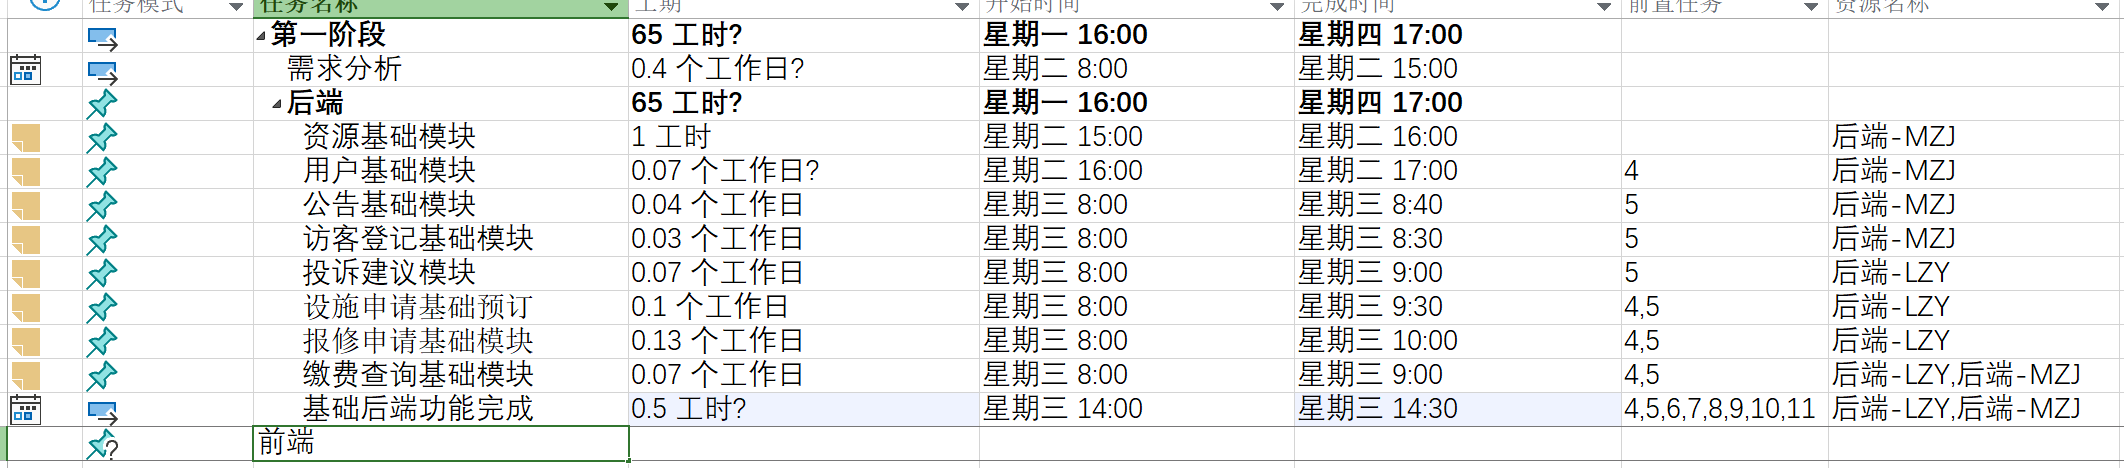 任务模式 任务名称 工期 开始时间 完成时间 前置任务 资源名称
第一阶段 65 工时? 星期一 16:00 星期四 17:00
需求分析 0.4 个工作日? 星期二 8:00 星期二 15:00
后端 65 工时? 星期一 16:00 星期四 17:00
资源基础模块 1 工时 星期二 15:00 星期二 16:00 后端-MZJ
用户基础模块 0.07 个工作日? 星期二 16:00 星期二 17:00 4 后端-MZJ
公告基础模块 0.04 个工作日 星期三 8:00 星期三 8:40 5 后端-MZJ
访客登记基础模块 0.03 个工作日 星期三 8:00 星期三 8:30 5 后端-MZJ
投诉建议模块 0.07 个工作日 星期三 8:00 星期三 9:00 5 后端-LZY
设施申请基础预订 0.1 个工作日 星期三 8:00 星期三 9:30 4,5 后端-LZY
报修申请基础模块 0.13 个工作日 星期三 8:00 星期三 10:00 4,5 后端-LZY
缴费查询基础模块 0.07 个工作日 星期三 8:00 星期三 9:00 4,5 后端-LZY,后端-MZJ
基础后端功能完成 0.5 工时? 星期三 14:00 星期三 14:30 4,5,6,7,8,9,10,11 后端-LZY,后端-MZJ
前端